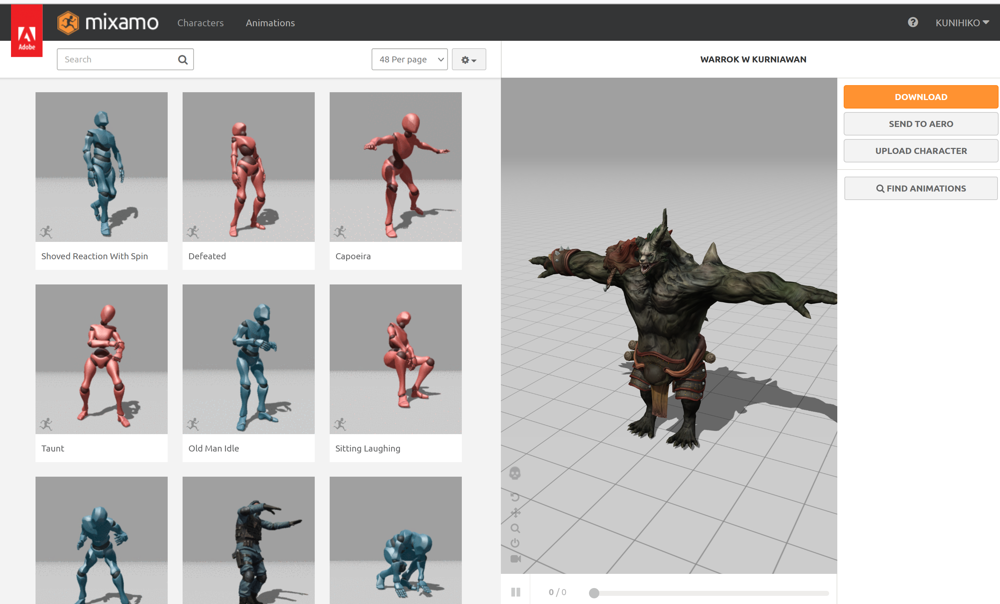 Adobe
mixamo
Characters
Animations
KUNIHIKO
Search
48 Per page
WARROK W KURNIAWAN
DOWNLOAD
SEND TO AERO
UPLOAD CHARACTER
FIND ANIMATIONS
Shoved Reaction With Spin
Defeated
Capoeira
Taunt
Old Man Idle
Sitting Laughing
0 / 0